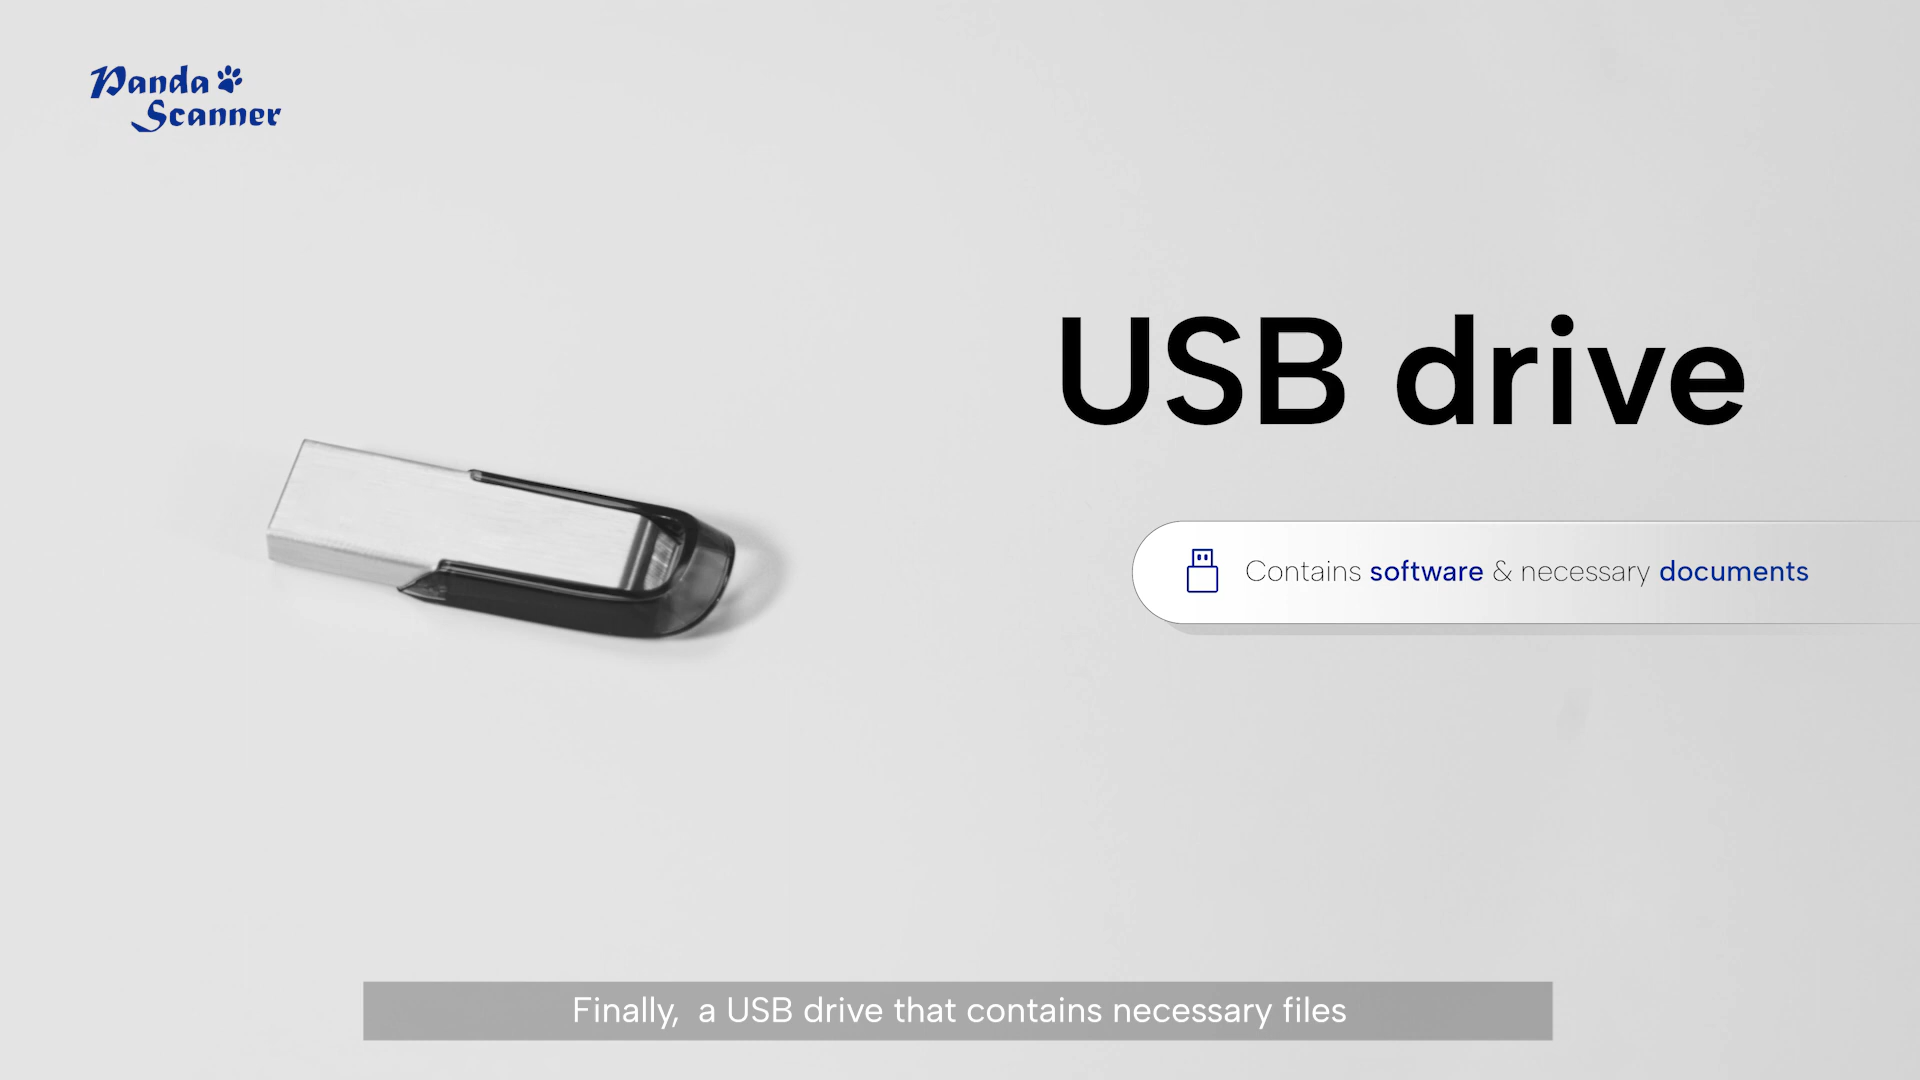 Panda
Scanner
USB drive
Contains software & necessary documents
Finally, a USB drive that contains necessary files